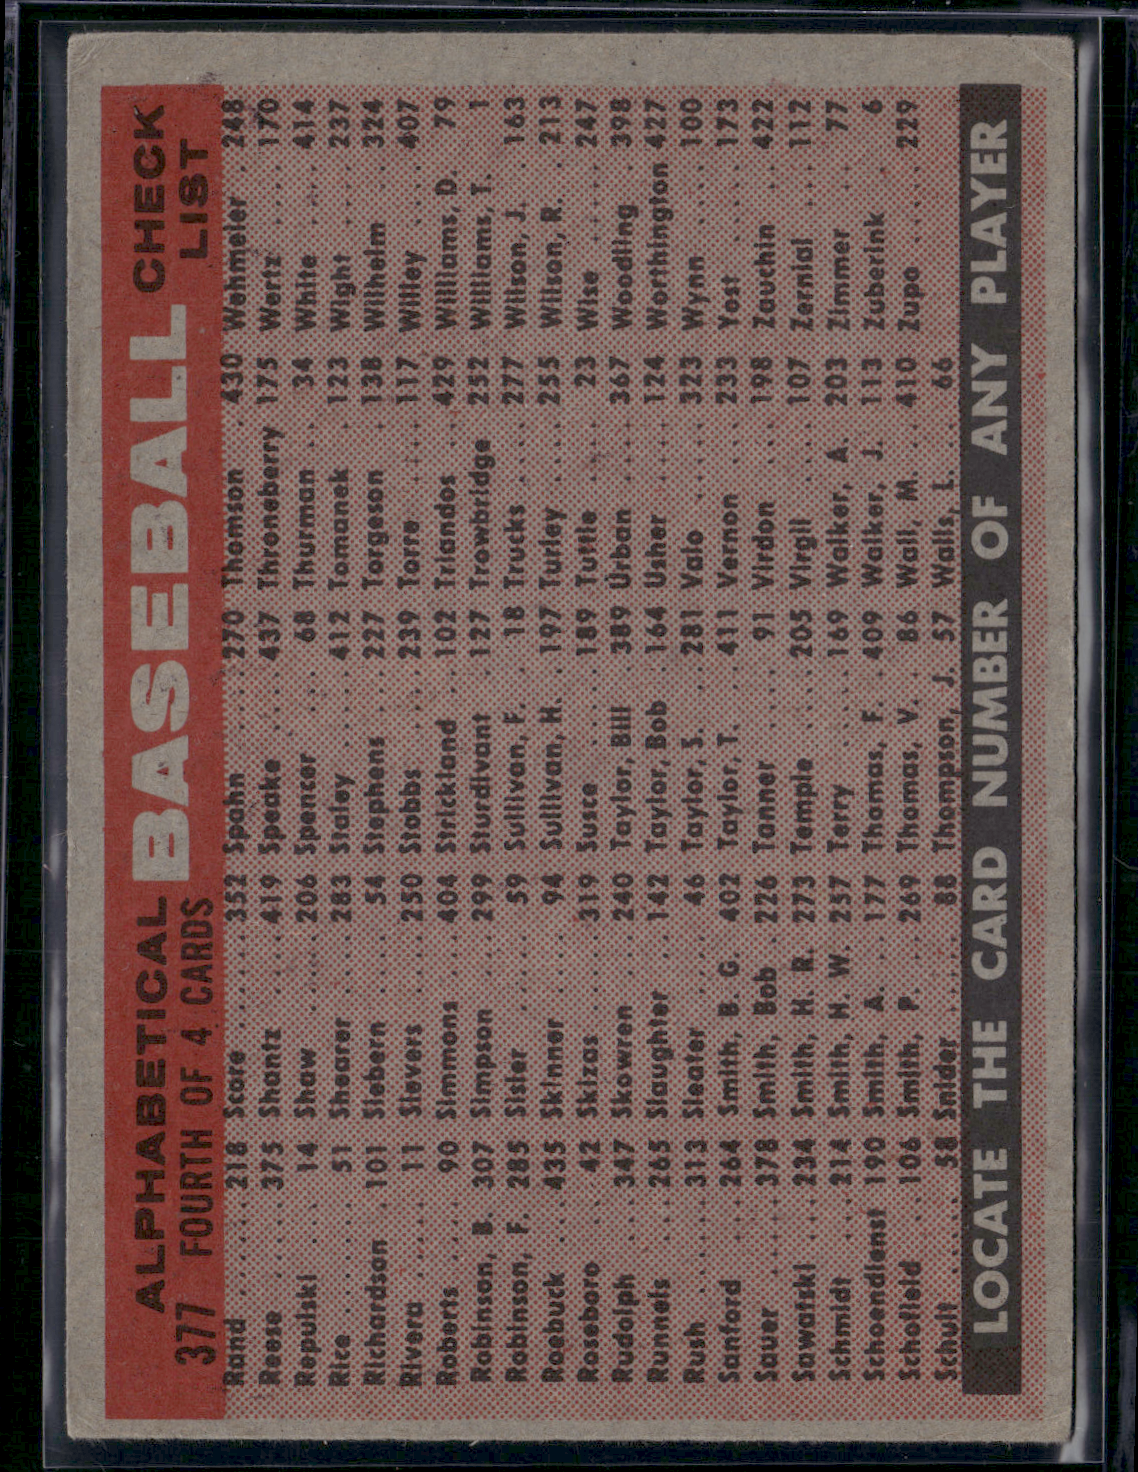 ALPHABETICAL BASEBALL CHECK LIST
377 FOURTH OF 4 CARDS
Rand 218
Reese 375
Repulski 14
Rice 51
Richardson 101
Rivera 11
Roberts 90
Robinson, B. 307
Robinson, F. 285
Roebuck 435
Roseboro 42
Rudolph 347
Runnels 265
Rush 313
Sanford 264
Sauer 378
Sawatski 234
Schmidt 214
Schoendienst 190
Schofield 106
Schult 58
Score 352
Shantz 419
Shaw 206
Shearer 283
Siebern 54
Sievers 250
Simmons 404
Simpson 299
Sisler 59
Skinner 94
Skizas 319
Skowron 240
Slaughter 142
Sleater 46
Smith, B. G. 402
Smith, Bob 226
Smith, H. R. 273
Smith, H. W. 257
Smith, A. 177
Smith, P. 269
Snider 88
Spahn 270
Speake 437
Spencer 68
Staley 412
Stephens 227
Stobbs 239
Strickland 102
Sturdivant 127
Sullivan, F. 18
Sullivan, H. 197
Susce 189
Taylor, Bill 389
Taylor, Bob 164
Taylor, S. 281
Taylor, T. 411
Tanner 91
Temple 205
Terry 169
Thomas, F. 409
Thomas, V. 86
Thompson, J. 57
Thomson 430
Throneberry 175
Thurman 34
Tomanek 123
Torgeson 138
Torre 117
Triandos 429
Trowbridge 252
Trucks 277
Turley 255
Tuttle 23
Urban 367
Usher 124
Valo 323
Vernon 233
Virdon 198
Virgil 107
Walker, A. 203
Walker, J. 113
Wall, M. 410
Walls, L. 66
Wehmeier 248
Wertz 170
White 414
Wight 237
Wilhelm 324
Willey 407
Williams, D. 79
Williams, T. 1
Wilson, J. 163
Wilson, R. 213
Wise 247
Woodling 398
Worthington 427
Wynn 100
Yost 173
Zauchin 422
Zernial 112
Zimmer 77
Zuberink 6
Zupo 229
LOCATE THE CARD NUMBER OF ANY PLAYER